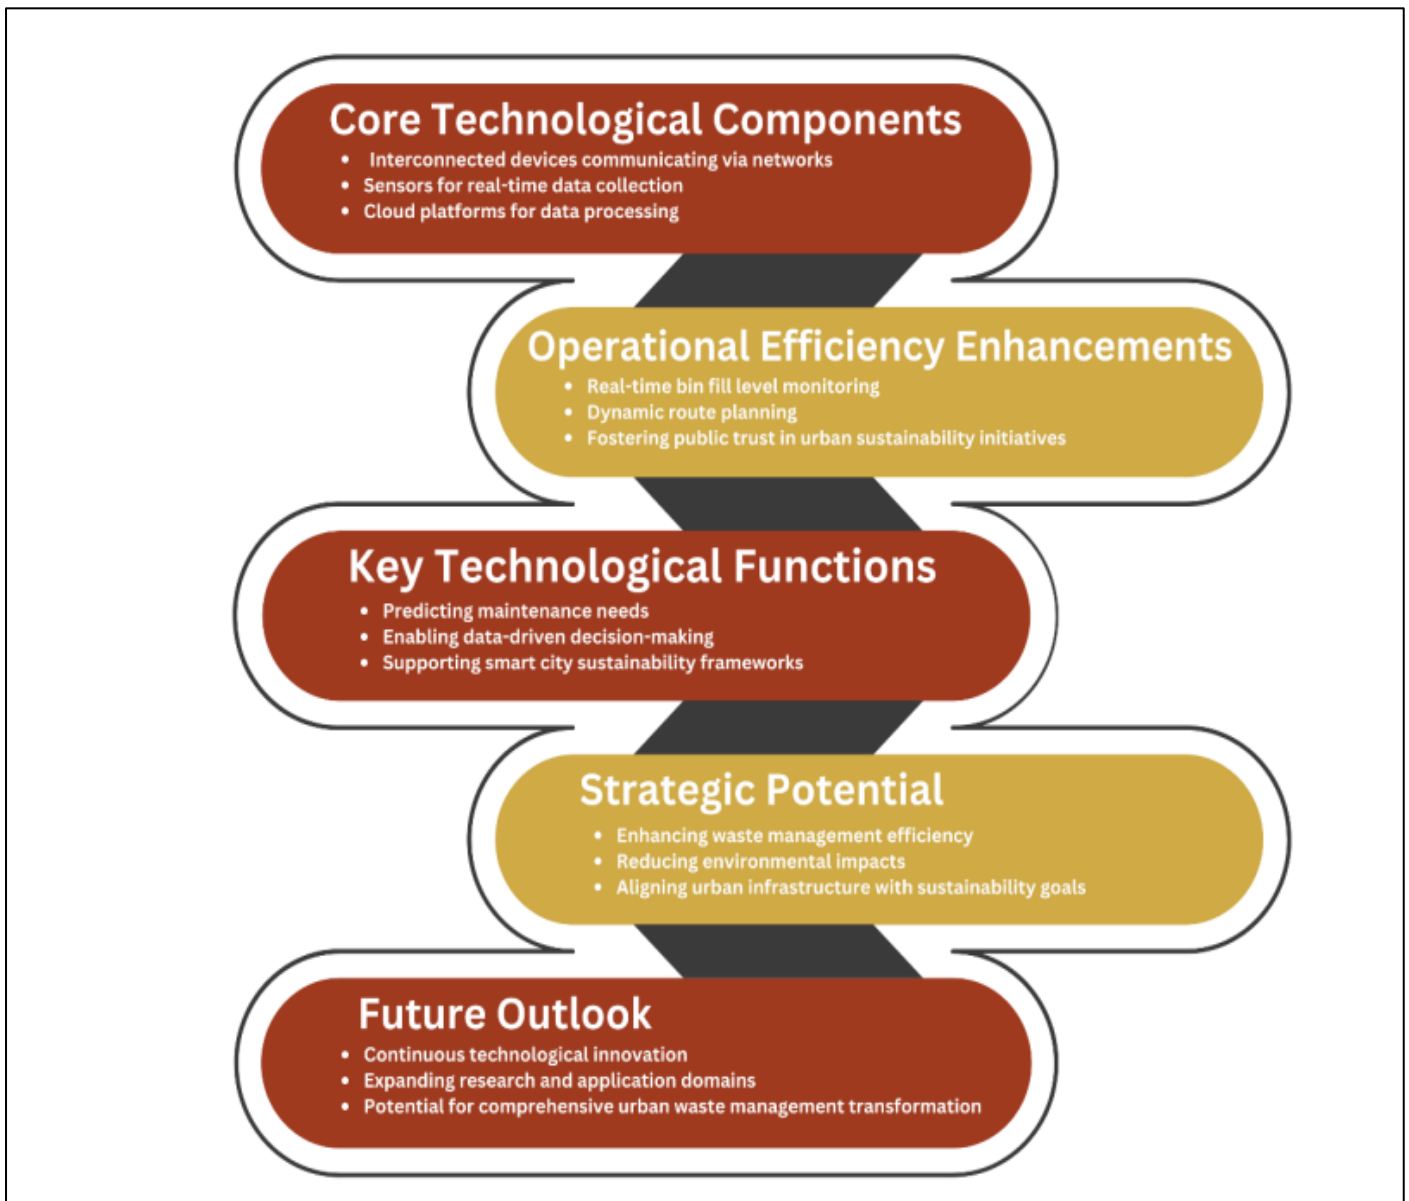 Core Technological Components
• Interconnected devices communicating via networks
• Sensors for real-time data collection
• Cloud platforms for data processing
Operational Efficiency Enhancements
• Real-time bin fill level monitoring
• Dynamic route planning
• Fostering public trust in urban sustainability initiatives
Key Technological Functions
• Predicting maintenance needs
• Enabling data-driven decision-making
• Supporting smart city sustainability frameworks
Strategic Potential
• Enhancing waste management efficiency
• Reducing environmental impacts
• Aligning urban infrastructure with sustainability goals
Future Outlook
• Continuous technological innovation
• Expanding research and application domains
• Potential for comprehensive urban waste management transformation